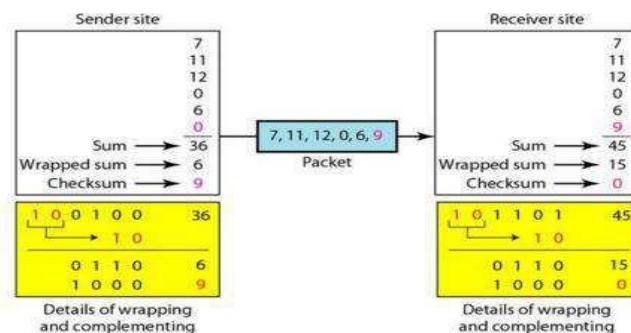 Sender site
7
11
12
0
6
0
Sum 36
Wrapped sum 6
Checksum 9
1 0 0 1 0 0 36
1 0
0 1 1 0 6
1 0 0 0 9
Details of wrapping
and complementing
7, 11, 12, 0, 6, 9
Packet
Receiver site
7
11
12
0
6
9
Sum 45
Wrapped sum 15
Checksum 0
1 0 1 1 0 1 45
1 0
0 1 1 0 15
1 0 0 0 0
Details of wrapping
and complementing